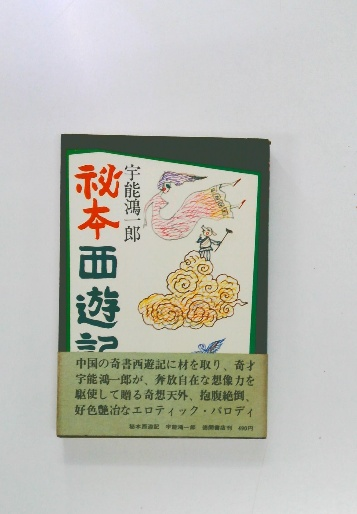 宇能鴻一郎
秘本
西遊記
中国の奇書西遊記に材を取り、奇才
宇能鴻一郎が、奔放自在な想像力を
駆使して贈る奇想天外、抱腹絶倒、
好色艶冶なエロティック・パロディ
秘本西遊記 宇能鴻一郎 徳間書店刊 690円